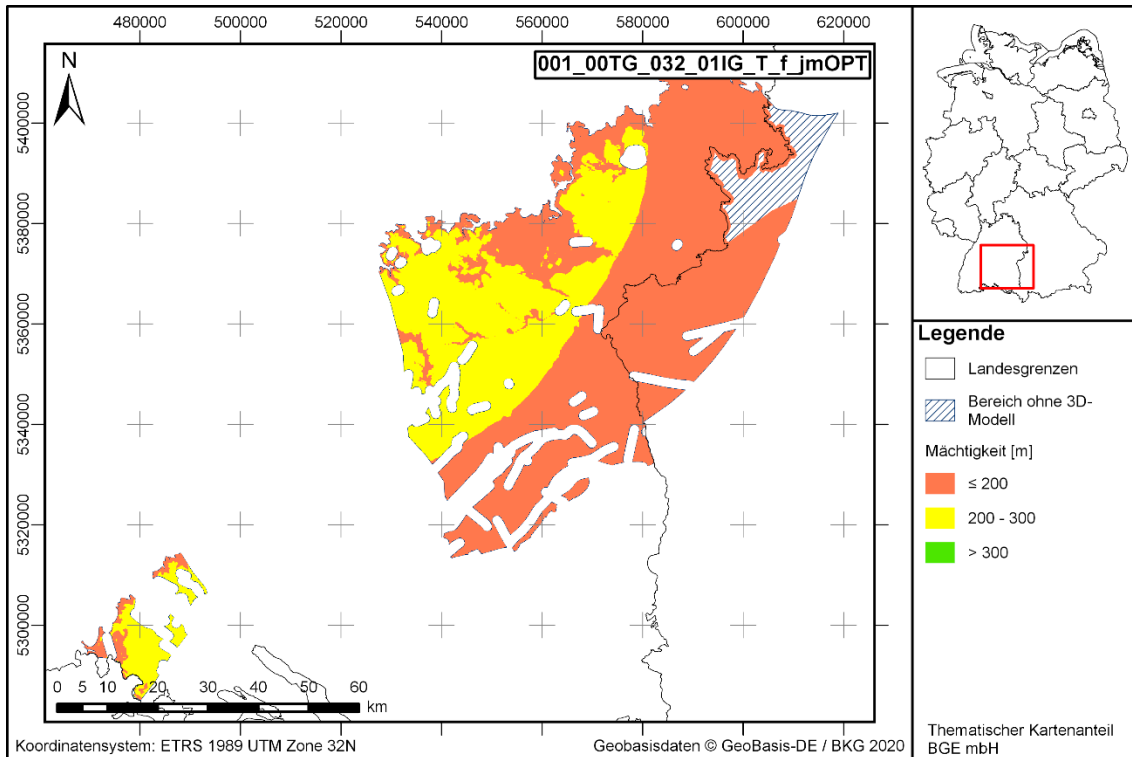 480000 500000 520000 540000 560000 580000 600000 620000
N
001_00TG_032_01IG_T_f_jmOPT
5400000
5380000
5360000
5340000
5320000
5300000
0 5 10 20 30 40 50 60
km
Koordinatensystem: ETRS 1989 UTM Zone 32N
Geobasisdaten © GeoBasis-DE / BKG 2020
Legende
Landesgrenzen
Bereich ohne 3D-
Modell
Mächtigkeit [m]
≤ 200
200 - 300
> 300
Thematischer Kartenanteil
BGE mbH